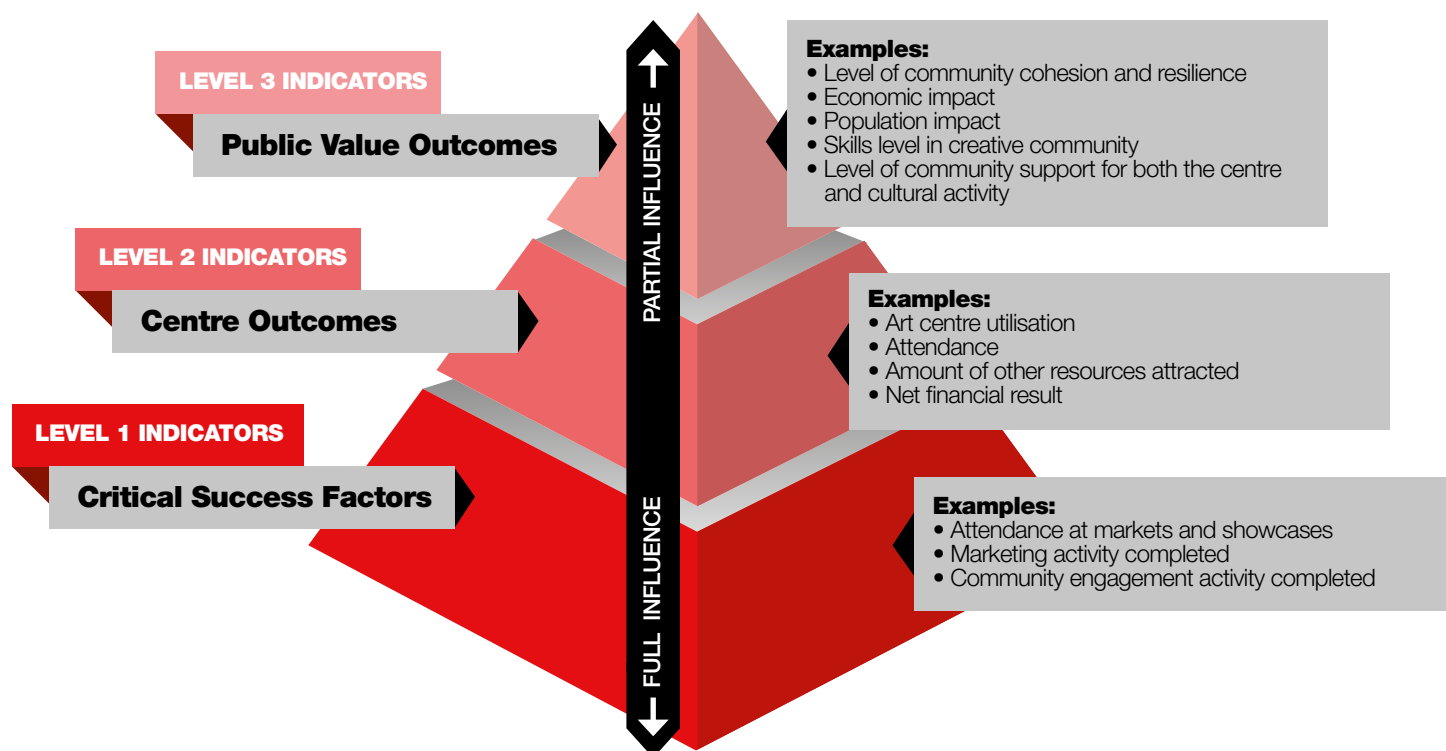 LEVEL 3 INDICATORS
Public Value Outcomes
Examples:
• Level of community cohesion and resilience
• Economic impact
• Population impact
• Skills level in creative community
• Level of community support for both the centre
and cultural activity
PARTIAL INFLUENCE
LEVEL 2 INDICATORS
Centre Outcomes
Examples:
• Art centre utilisation
• Attendance
• Amount of other resources attracted
• Net financial result
LEVEL 1 INDICATORS
Critical Success Factors
Examples:
• Attendance at markets and showcases
• Marketing activity completed
• Community engagement activity completed
FULL INFLUENCE